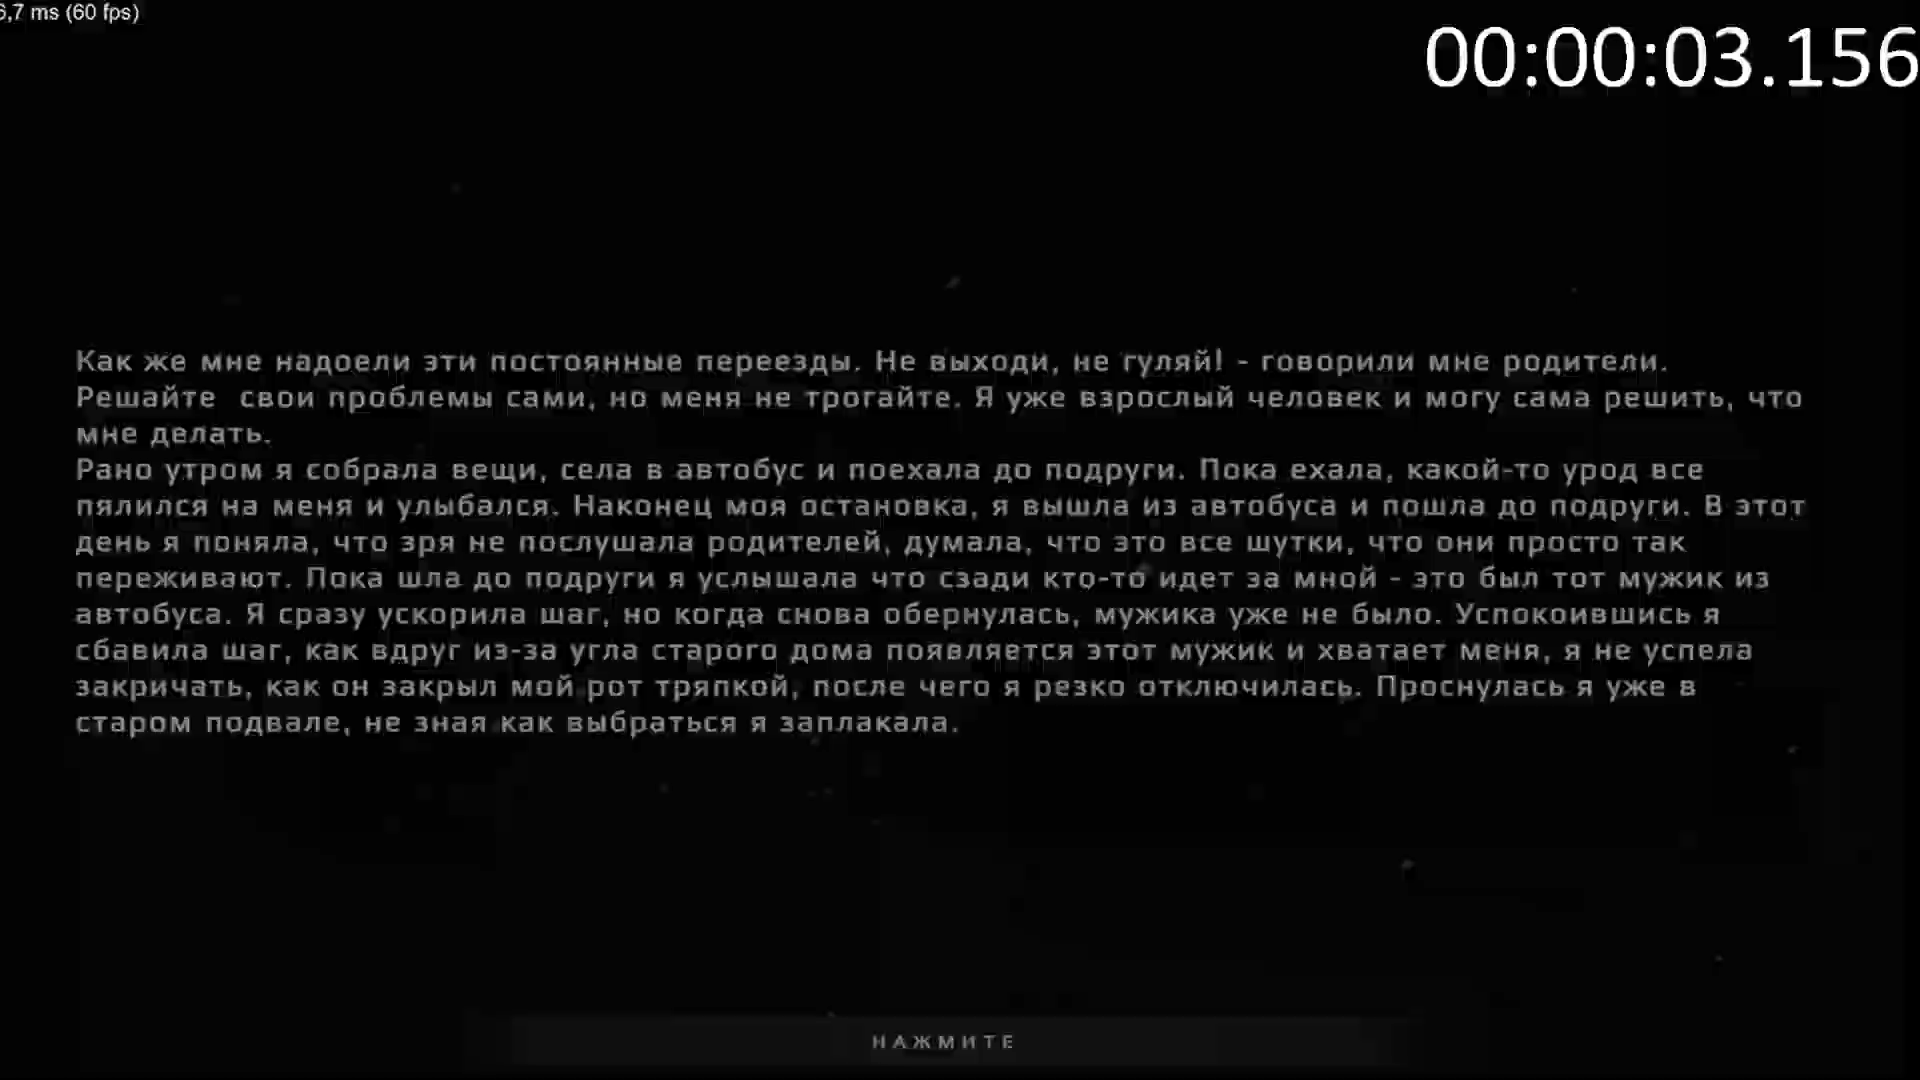 6,7 ms (60 fps)
00:00:03.156
Как же мне надоели эти постоянные переезды. Не выходи, не гуляй! - говорили мне родители.
Решайте  свои проблемы сами, но меня не трогайте. Я уже взрослый человек и могу сама решить, что
мне делать.
Рано утром я собрала вещи, села в автобус и поехала до подруги. Пока ехала, какой-то урод все
пялился на меня и улыбался. Наконец моя остановка, я вышла из автобуса и пошла до подруги. В этот
день я поняла, что зря не послушала родителей, думала, что это все шутки, что они просто так
переживают. Пока шла до подруги я услышала что сзади кто-то идет за мной - это был тот мужик из
автобуса. Я сразу ускорила шаг, но когда снова обернулась, мужика уже не было. Успокоившись я
сбавила шаг, как вдруг из-за угла старого дома появляется этот мужик и хватает меня, я не успела
закричать, как он закрыл мой рот тряпкой, после чего я резко отключилась. Проснулась я уже в
старом подвале, не зная как выбраться я заплакала.
НАЖМИТЕ